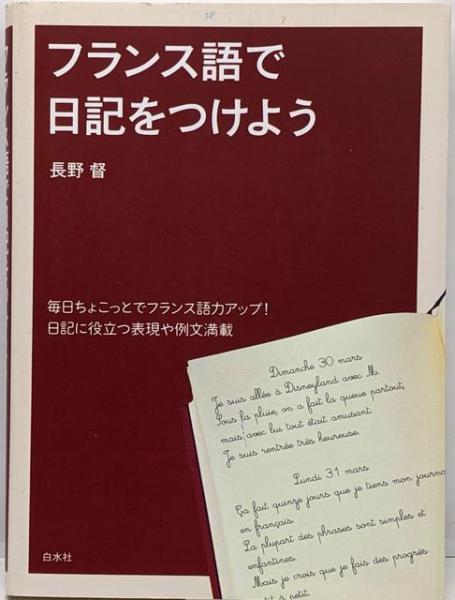 フランス語で
日記をつけよう
長野 督
毎日ちょこっとでフランス語力アップ！
日記に役立つ表現や例文満載
Dimanche 30 mars
Je suis allée à Disneyland avec M.
Sous la pluie, on a fait la queue partout,
mais avec lui tout était amusant.
Je suis rentrée très heureuse.
Lundi 31 mars
Ça fait quinze jours que je tiens mon journa
en français.
La plupart des phrases sont simples et
enfantines.
Mais je crois que je fais des progrès
à petit.
白水社